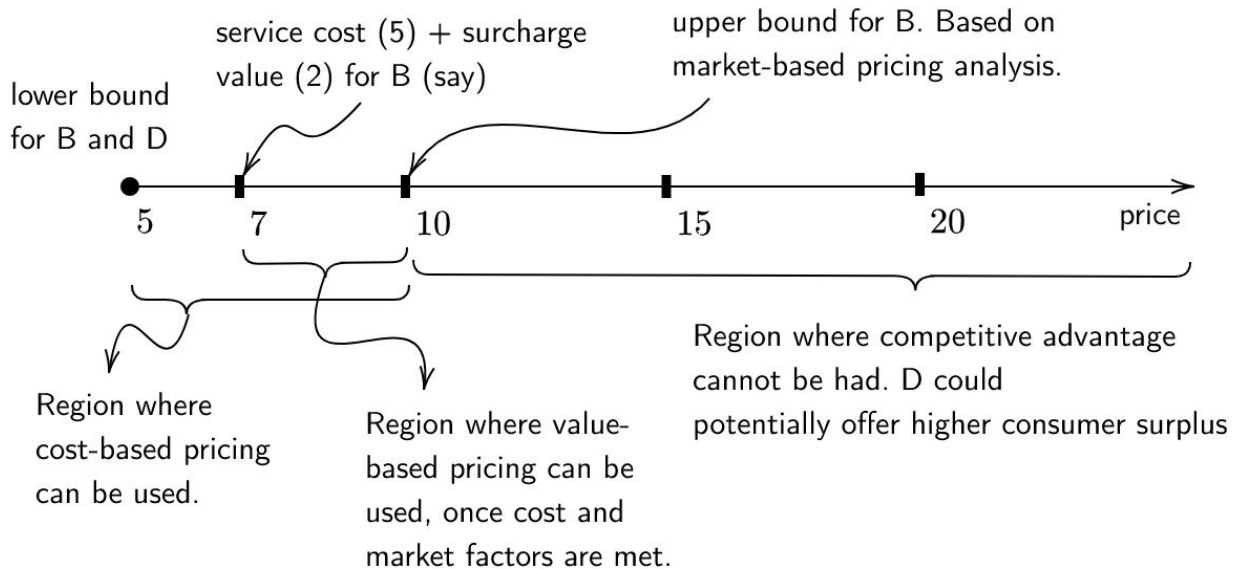 service cost (5) + surcharge
value (2) for B (say)
upper bound for B. Based on
market-based pricing analysis.
lower bound
for B and D
5
7
10
15
20
price
Region where competitive advantage
cannot be had. D could
potentially offer higher consumer surplus
Region where
cost-based pricing
can be used.
Region where value-
based pricing can be
used, once cost and
market factors are met.